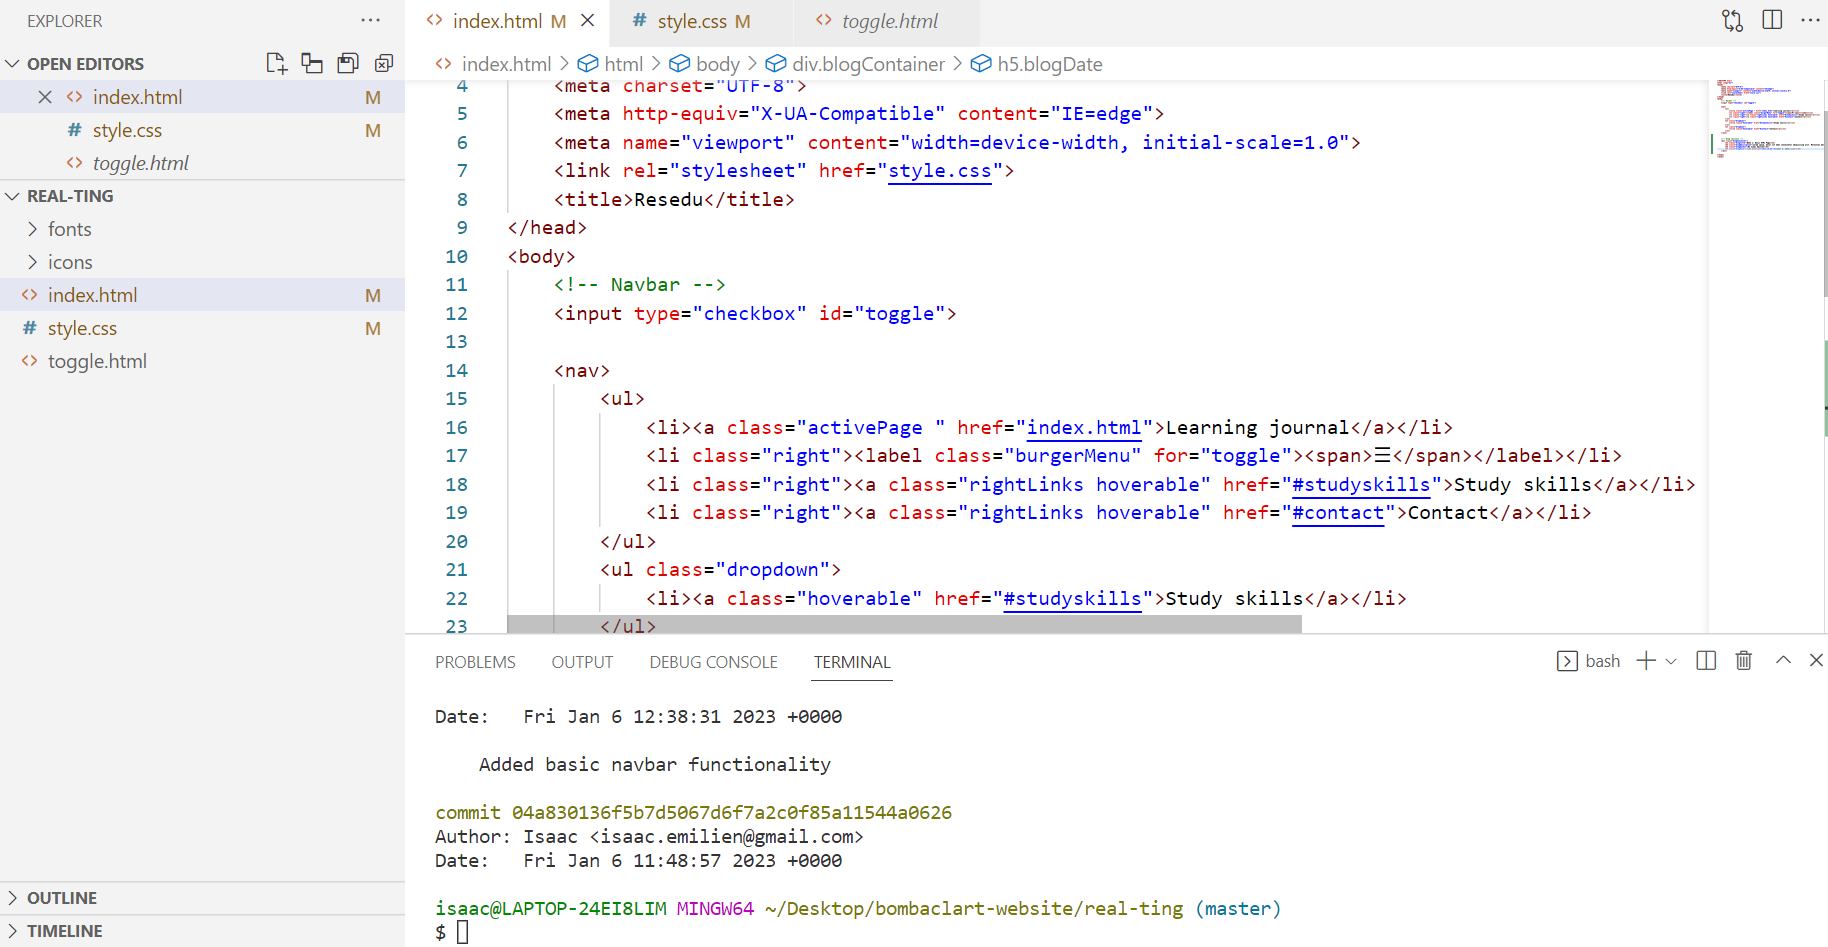 EXPLORER
OPEN EDITORS
index.html M
style.css M
toggle.html
REAL-TING
fonts
icons
index.html M
style.css M
toggle.html
OUTLINE
TIMELINE
index.html M
style.css M
toggle.html
index.html > html > body > div.blogContainer > h5.blogDate
4 <meta charset="UTF-8">
5 <meta http-equiv="X-UA-Compatible" content="IE=edge">
6 <meta name="viewport" content="width=device-width, initial-scale=1.0">
7 <link rel="stylesheet" href="style.css">
8 <title>Resedu</title>
9 </head>
10 <body>
11 <!-- Navbar -->
12 <input type="checkbox" id="toggle">
13
14 <nav>
15 <ul>
16 <li><a class="activePage " href="index.html">Learning journal</a></li>
17 <li class="right"><label class="burgerMenu" for="toggle"><span>☰</span></label></li>
18 <li class="right"><a class="rightLinks hoverable" href="#studyskills">Study skills</a></li>
19 <li class="right"><a class="rightLinks hoverable" href="#contact">Contact</a></li>
20 </ul>
21 <ul class="dropdown">
22 <li><a class="hoverable" href="#studyskills">Study skills</a></li>
23 </ul>
PROBLEMS OUTPUT DEBUG CONSOLE TERMINAL
bash
Date:   Fri Jan 6 12:38:31 2023 +0000
Added basic navbar functionality
commit 04a830136f5b7d5067d6f7a2c0f85a11544a0626
Author: Isaac <isaac.emilien@gmail.com>
Date:   Fri Jan 6 11:48:57 2023 +0000
isaac@LAPTOP-24EI8LIM MINGW64 ~/Desktop/bombaclart-website/real-ting (master)
$